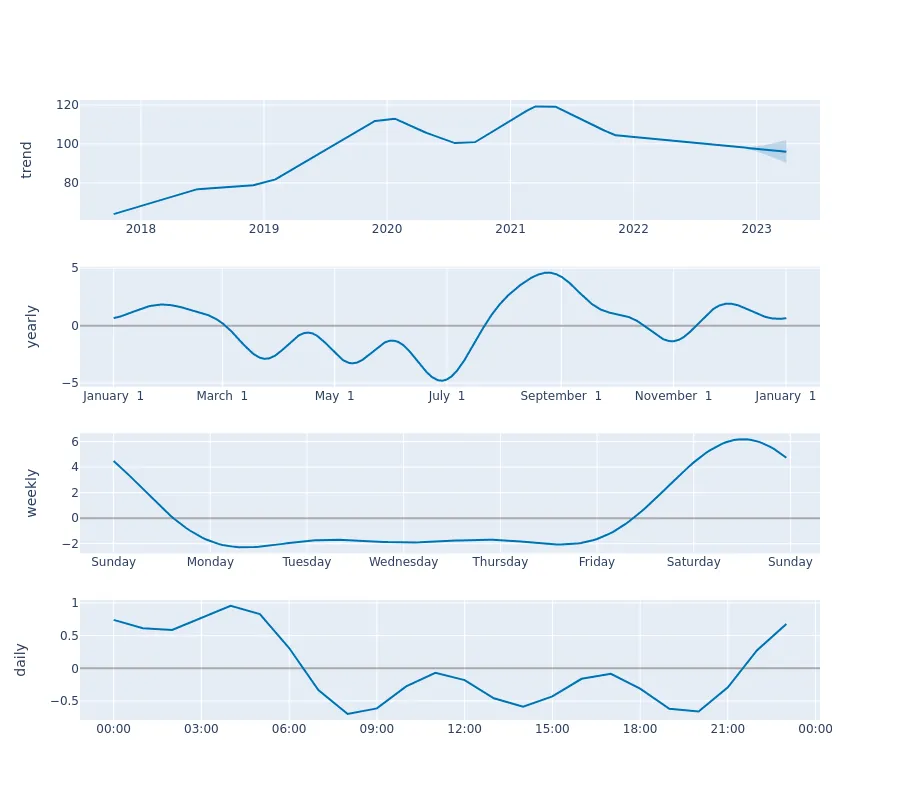 trend
120
100
80
2018 2019 2020 2021 2022 2023
yearly
5
0
−5
January 1 March 1 May 1 July 1 September 1 November 1 January 1
weekly
6
4
2
0
−2
Sunday Monday Tuesday Wednesday Thursday Friday Saturday Sunday
daily
1
0.5
0
−0.5
00:00 03:00 06:00 09:00 12:00 15:00 18:00 21:00 00:00